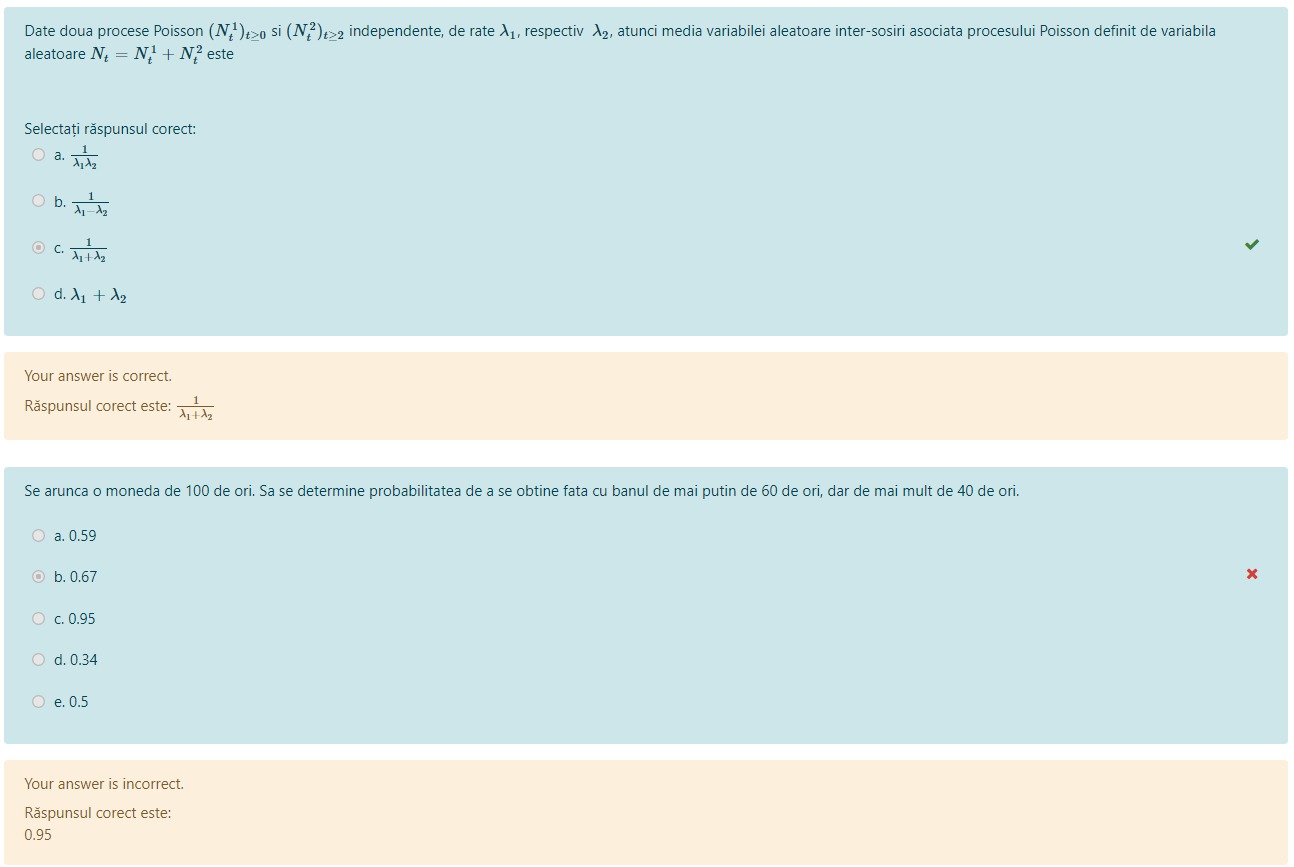 Date doua procese Poisson $(N_t^1)_{t\geq 0}$ si $(N_t^2)_{t\geq 2}$ independente, de rate $\lambda_1$, respectiv $\lambda_2$, atunci media variabilei aleatoare inter-sosiri asociata procesului Poisson definit de variabila
aleatoare $N_t = N_t^1 + N_t^2$ este
Selectați răspunsul corect:
a. $\frac{1}{\lambda_1\lambda_2}$
b. $\frac{1}{\lambda_1-\lambda_2}$
c. $\frac{1}{\lambda_1+\lambda_2}$
d. $\lambda_1 + \lambda_2$
Your answer is correct.
Răspunsul corect este: $\frac{1}{\lambda_1+\lambda_2}$
Se arunca o moneda de 100 de ori. Sa se determine probabilitatea de a se obtine fata cu banul de mai putin de 60 de ori, dar de mai mult de 40 de ori.
a. 0.59
b. 0.67
c. 0.95
d. 0.34
e. 0.5
Your answer is incorrect.
Răspunsul corect este:
0.95